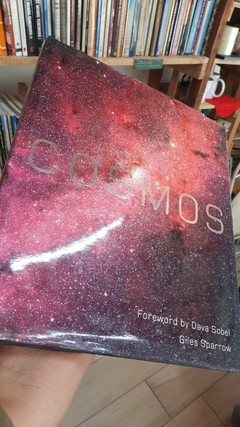 COSMOS
Foreword by Dava Sobel
Giles Sparrow